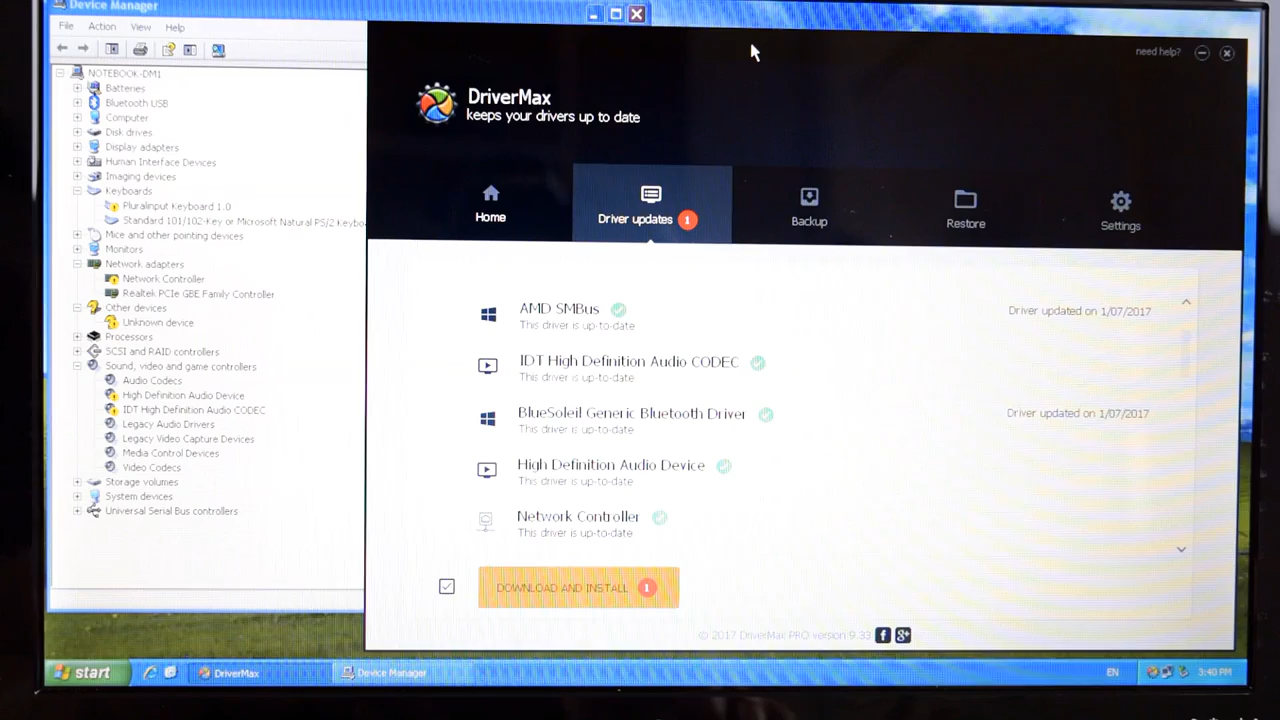 Device Manager
File Action View Help
NOTEBOOK-DM1
Batteries
Bluetooth USB
Computer
Disk drives
Display adapters
Human Interface Devices
Imaging devices
Keyboards
Pluralinput Keyboard 1.0
Standard 101/102-Key or Microsoft Natural PS/2 Keybo
Mice and other pointing devices
Monitors
Network adapters
Network Controller
Realtek PCIe GBE Family Controller
Other devices
Unknown device
Processors
SCSI and RAID controllers
Sound, video and game controllers
Audio Codecs
High Definition Audio Device
IDT High Definition Audio CODEC
Legacy Audio Drivers
Legacy Video Capture Devices
Media Control Devices
Video Codecs
Storage volumes
System devices
Universal Serial Bus controllers
need help?
DriverMax
keeps your drivers up to date
Home
Driver updates 1
Backup
Restore
Settings
AMD SMBus
This driver is up-to-date
Driver updated on 1/07/2017
IDT High Definition Audio CODEC
This driver is up-to-date
BlueSoleil Generic Bluetooth Driver
This driver is up-to-date
Driver updated on 1/07/2017
High Definition Audio Device
This driver is up-to-date
Network Controller
This driver is up-to-date
DOWNLOAD AND INSTALL 1
© 2017 DriverMax PRO version 9.33 f g+
start
DriverMax
Device Manager
EN
3:40 PM